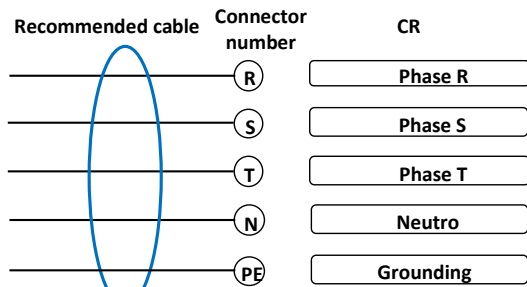 Recommended cable
Connector number
CR
R
Phase R
S
Phase S
T
Phase T
N
Neutro
PE
Grounding